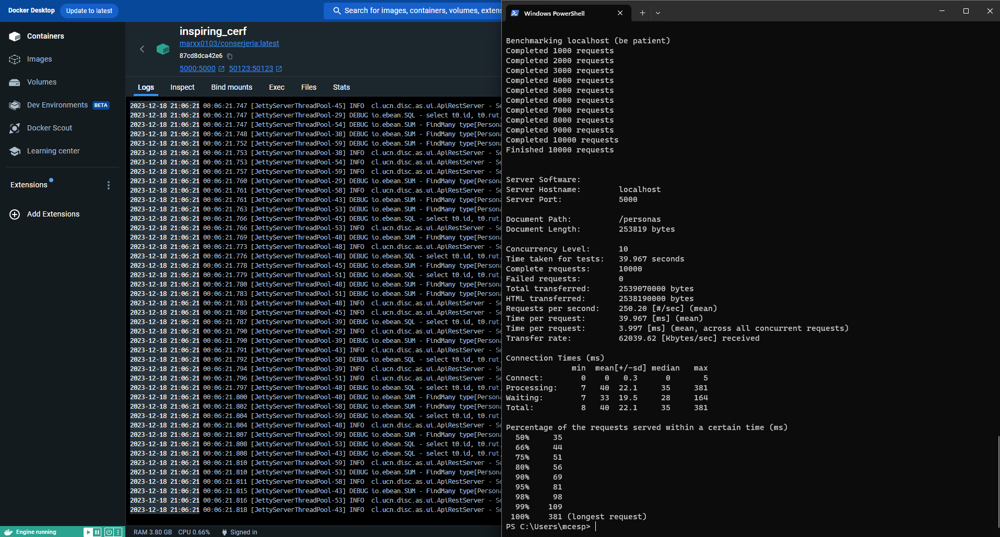 Docker Desktop
Update to latest
Search for images, containers, volumes, extens
Containers
Images
Volumes
Dev Environments BETA
Docker Scout
Learning center
Extensions
Add Extensions
inspiring_cerf
marxx0103/conserjeria:latest
87cd8dca42e6
5000:5000 50123:50123
Logs Inspect Bind mounts Exec Files Stats
2023-12-18 21:06:21 00:06:21.747 [JettyServerThreadPool-45] INFO  cl.ucn.disc.as.ui.ApiRestServer - Se
2023-12-18 21:06:21 00:06:21.747 [JettyServerThreadPool-29] DEBUG io.ebean.SQL - select t0.id, t0.rut,
2023-12-18 21:06:21 00:06:21.747 [JettyServerThreadPool-54] DEBUG io.ebean.SUM - FindMany type[Persona
2023-12-18 21:06:21 00:06:21.748 [JettyServerThreadPool-38] DEBUG io.ebean.SUM - FindMany type[Persona
2023-12-18 21:06:21 00:06:21.752 [JettyServerThreadPool-59] DEBUG io.ebean.SUM - FindMany type[Persona
2023-12-18 21:06:21 00:06:21.753 [JettyServerThreadPool-38] INFO  cl.ucn.disc.as.ui.ApiRestServer - Se
2023-12-18 21:06:21 00:06:21.753 [JettyServerThreadPool-54] INFO  cl.ucn.disc.as.ui.ApiRestServer - Se
2023-12-18 21:06:21 00:06:21.757 [JettyServerThreadPool-59] INFO  cl.ucn.disc.as.ui.ApiRestServer - Se
2023-12-18 21:06:21 00:06:21.760 [JettyServerThreadPool-29] DEBUG io.ebean.SUM - FindMany type[Persona
2023-12-18 21:06:21 00:06:21.761 [JettyServerThreadPool-58] INFO  cl.ucn.disc.as.ui.ApiRestServer - Se
2023-12-18 21:06:21 00:06:21.761 [JettyServerThreadPool-43] DEBUG io.ebean.SUM - FindMany type[Persona
2023-12-18 21:06:21 00:06:21.763 [JettyServerThreadPool-53] DEBUG io.ebean.SUM - FindMany type[Persona
2023-12-18 21:06:21 00:06:21.766 [JettyServerThreadPool-45] DEBUG io.ebean.SQL - select t0.id, t0.rut,
2023-12-18 21:06:21 00:06:21.766 [JettyServerThreadPool-53] INFO  cl.ucn.disc.as.ui.ApiRestServer - Se
2023-12-18 21:06:21 00:06:21.769 [JettyServerThreadPool-48] DEBUG io.ebean.SUM - FindMany type[Persona
2023-12-18 21:06:21 00:06:21.773 [JettyServerThreadPool-48] INFO  cl.ucn.disc.as.ui.ApiRestServer - Se
2023-12-18 21:06:21 00:06:21.776 [JettyServerThreadPool-48] DEBUG io.ebean.SQL - select t0.id, t0.rut,
2023-12-18 21:06:21 00:06:21.778 [JettyServerThreadPool-45] DEBUG io.ebean.SUM - FindMany type[Persona
2023-12-18 21:06:21 00:06:21.779 [JettyServerThreadPool-51] DEBUG io.ebean.SQL - select t0.id, t0.rut,
2023-12-18 21:06:21 00:06:21.780 [JettyServerThreadPool-48] DEBUG io.ebean.SUM - FindMany type[Persona
2023-12-18 21:06:21 00:06:21.783 [JettyServerThreadPool-51] DEBUG io.ebean.SUM - FindMany type[Persona
2023-12-18 21:06:21 00:06:21.783 [JettyServerThreadPool-48] INFO  cl.ucn.disc.as.ui.ApiRestServer - Se
2023-12-18 21:06:21 00:06:21.786 [JettyServerThreadPool-45] INFO  cl.ucn.disc.as.ui.ApiRestServer - Se
2023-12-18 21:06:21 00:06:21.787 [JettyServerThreadPool-39] DEBUG io.ebean.SQL - select t0.id, t0.rut,
2023-12-18 21:06:21 00:06:21.790 [JettyServerThreadPool-29] INFO  cl.ucn.disc.as.ui.ApiRestServer - Se
2023-12-18 21:06:21 00:06:21.790 [JettyServerThreadPool-39] DEBUG io.ebean.SUM - FindMany type[Persona
2023-12-18 21:06:21 00:06:21.791 [JettyServerThreadPool-43] INFO  cl.ucn.disc.as.ui.ApiRestServer - Se
2023-12-18 21:06:21 00:06:21.792 [JettyServerThreadPool-58] DEBUG io.ebean.SQL - select t0.id, t0.rut,
2023-12-18 21:06:21 00:06:21.794 [JettyServerThreadPool-39] INFO  cl.ucn.disc.as.ui.ApiRestServer - Se
2023-12-18 21:06:21 00:06:21.796 [JettyServerThreadPool-51] INFO  cl.ucn.disc.as.ui.ApiRestServer - Se
2023-12-18 21:06:21 00:06:21.797 [JettyServerThreadPool-48] DEBUG io.ebean.SQL - select t0.id, t0.rut,
2023-12-18 21:06:21 00:06:21.800 [JettyServerThreadPool-48] DEBUG io.ebean.SUM - FindMany type[Persona
2023-12-18 21:06:21 00:06:21.802 [JettyServerThreadPool-58] DEBUG io.ebean.SUM - FindMany type[Persona
2023-12-18 21:06:21 00:06:21.804 [JettyServerThreadPool-59] DEBUG io.ebean.SQL - select t0.id, t0.rut,
2023-12-18 21:06:21 00:06:21.804 [JettyServerThreadPool-48] INFO  cl.ucn.disc.as.ui.ApiRestServer - Se
2023-12-18 21:06:21 00:06:21.807 [JettyServerThreadPool-59] DEBUG io.ebean.SUM - FindMany type[Persona
2023-12-18 21:06:21 00:06:21.808 [JettyServerThreadPool-53] DEBUG io.ebean.SQL - select t0.id, t0.rut,
2023-12-18 21:06:21 00:06:21.808 [JettyServerThreadPool-43] DEBUG io.ebean.SQL - select t0.id, t0.rut,
2023-12-18 21:06:21 00:06:21.810 [JettyServerThreadPool-59] INFO  cl.ucn.disc.as.ui.ApiRestServer - Se
2023-12-18 21:06:21 00:06:21.810 [JettyServerThreadPool-53] DEBUG io.ebean.SUM - FindMany type[Persona
2023-12-18 21:06:21 00:06:21.811 [JettyServerThreadPool-58] INFO  cl.ucn.disc.as.ui.ApiRestServer - Se
2023-12-18 21:06:21 00:06:21.815 [JettyServerThreadPool-43] DEBUG io.ebean.SUM - FindMany type[Persona
2023-12-18 21:06:21 00:06:21.816 [JettyServerThreadPool-53] INFO  cl.ucn.disc.as.ui.ApiRestServer - Se
2023-12-18 21:06:21 00:06:21.818 [JettyServerThreadPool-43] INFO  cl.ucn.disc.as.ui.ApiRestServer - Se
Engine running
RAM 3.80 GB CPU 0.66% Signed in
Windows PowerShell
Benchmarking localhost (be patient)
Completed 1000 requests
Completed 2000 requests
Completed 3000 requests
Completed 4000 requests
Completed 5000 requests
Completed 6000 requests
Completed 7000 requests
Completed 8000 requests
Completed 9000 requests
Completed 10000 requests
Finished 10000 requests
Server Software:
Server Hostname: localhost
Server Port: 5000
Document Path: /personas
Document Length: 253819 bytes
Concurrency Level: 10
Time taken for tests: 39.967 seconds
Complete requests: 10000
Failed requests: 0
Total transferred: 2539070000 bytes
HTML transferred: 2538190000 bytes
Requests per second: 250.20 [#/sec] (mean)
Time per request: 39.967 [ms] (mean)
Time per request: 3.997 [ms] (mean, across all concurrent requests)
Transfer rate: 62039.62 [Kbytes/sec] received
Connection Times (ms)
min mean[+/-sd] median max
Connect: 0 0 0.3 0 5
Processing: 7 40 22.1 35 381
Waiting: 7 33 19.5 28 164
Total: 8 40 22.1 35 381
Percentage of the requests served within a certain time (ms)
50% 35
66% 44
75% 51
80% 56
90% 69
95% 81
98% 98
99% 109
100% 381 (longest request)
PS C:\Users\mcesp>